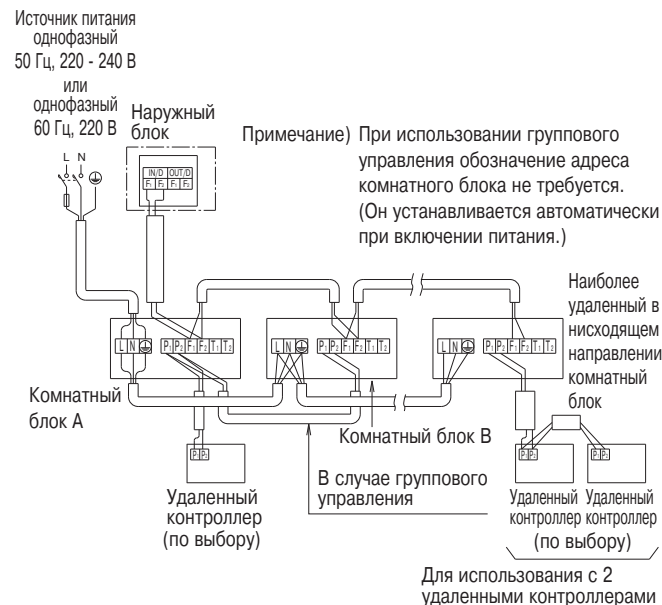 Источник питания
однофазный
50 Гц, 220 - 240 В
или
однофазный
60 Гц, 220 В
L N
Наружный
блок
IN/D OUT/D
F₁ F₂ F₁ F₂
Примечание) При использовании группового
управления обозначение адреса
комнатного блока не требуется.
(Он устанавливается автоматически
при включении питания.)
Наиболее
удаленный в
нисходящем
направлении
комнатный
блок
L N
P₁ P₂ F₁ F₂ T₁ T₂
L N
P₁ P₂ F₁ F₂ T₁ T₂
L N
P₁ P₂ F₁ F₂ T₁ T₂
Комнатный
блок A
Комнатный блок B
P₁ P₂
Удаленный
контроллер
(по выбору)
В случае группового
управления
P₁ P₂
P₁ P₂
Удаленный Удаленный
контроллер контроллер
(по выбору)
Для использования с 2
удаленными контроллерами